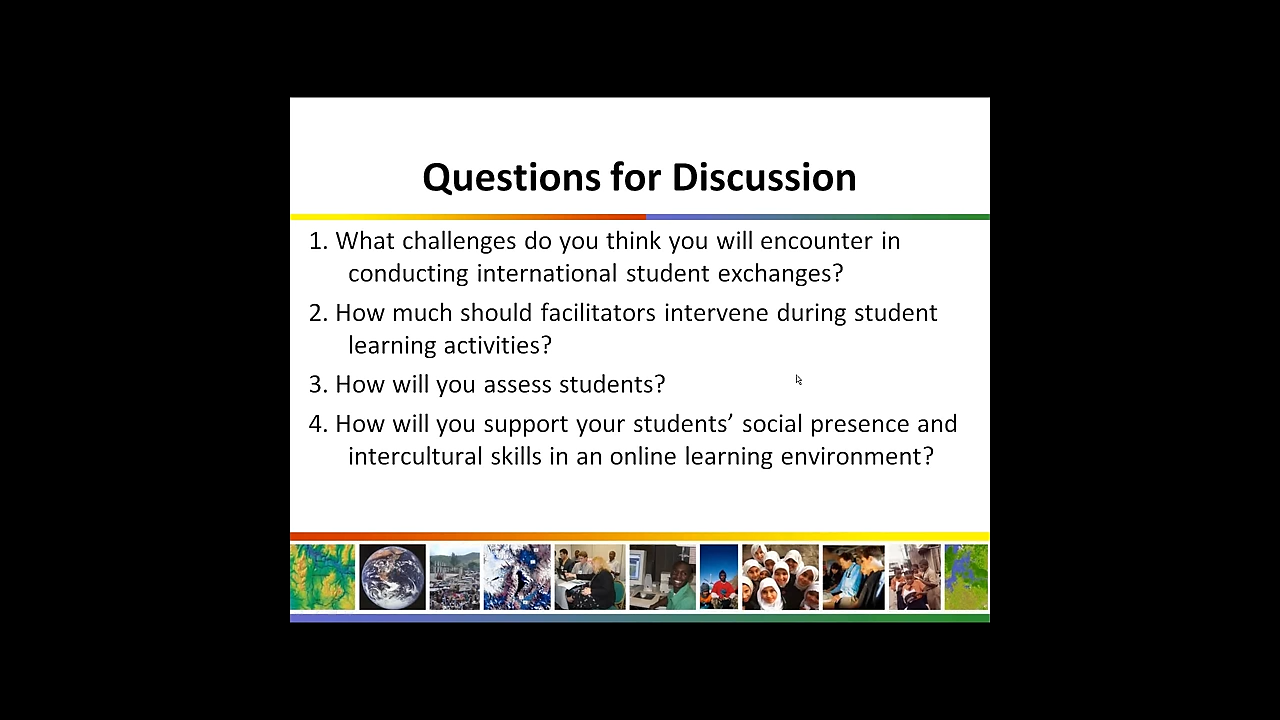 Questions for Discussion
1. What challenges do you think you will encounter in
conducting international student exchanges?
2. How much should facilitators intervene during student
learning activities?
3. How will you assess students?
4. How will you support your students’ social presence and
intercultural skills in an online learning environment?